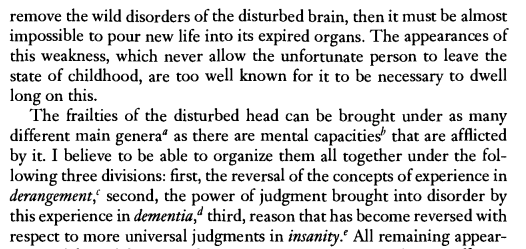 remove the wild disorders of the disturbed brain, then it must be almost
impossible to pour new life into its expired organs. The appearances of
this weakness, which never allow the unfortunate person to leave the
state of childhood, are too well known for it to be necessary to dwell
long on this.
The frailties of the disturbed head can be brought under as many
different main genera^a as there are mental capacities^b that are afflicted
by it. I believe to be able to organize them all together under the fol-
lowing three divisions: first, the reversal of the concepts of experience in
derangement,^c second, the power of judgment brought into disorder by
this experience in dementia,^d third, reason that has become reversed with
respect to more universal judgments in insanity.^e All remaining appear-